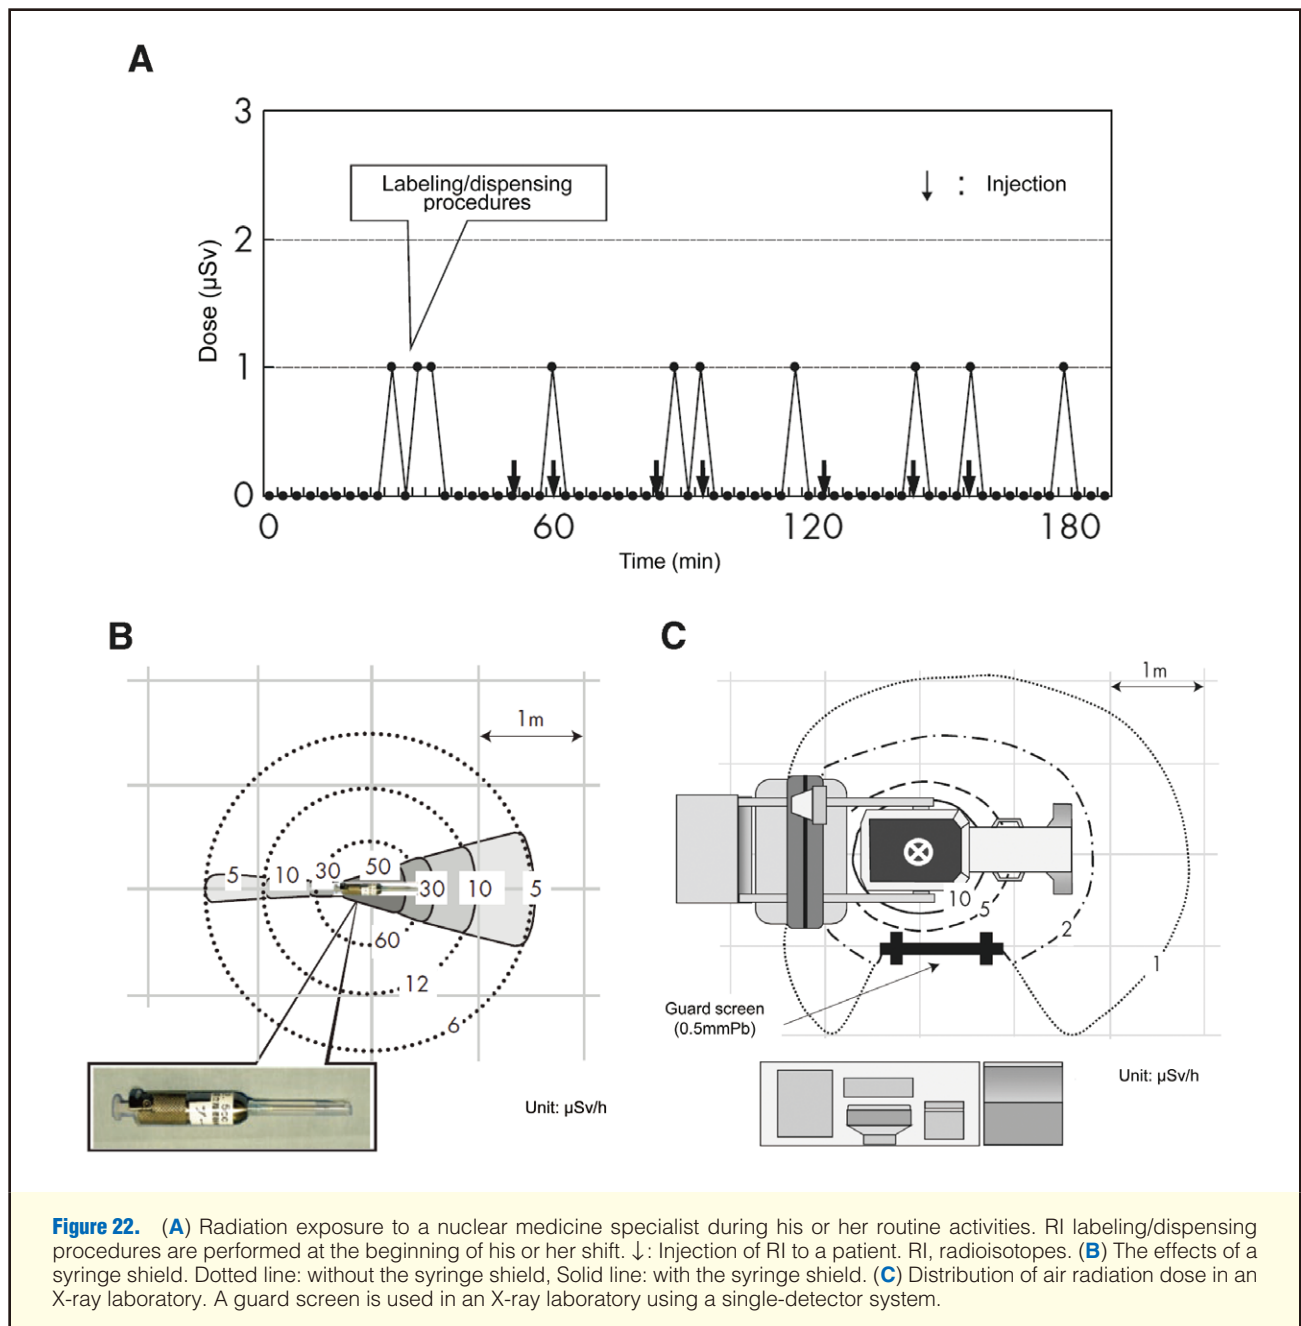 A
3
2
1
0
Dose (µSv)
Labeling/dispensing
procedures
↓ : Injection
0 60 120 180
Time (min)
B
1m
5 10 30 50 30 10 5
60
12
6
Unit: µSv/h
C
1m
10
5
2
1
Guard screen
(0.5mmPb)
Unit: µSv/h
Figure 22. (A) Radiation exposure to a nuclear medicine specialist during his or her routine activities. RI labeling/dispensing
procedures are performed at the beginning of his or her shift. ↓: Injection of RI to a patient. RI, radioisotopes. (B) The effects of a
syringe shield. Dotted line: without the syringe shield, Solid line: with the syringe shield. (C) Distribution of air radiation dose in an
X-ray laboratory. A guard screen is used in an X-ray laboratory using a single-detector system.